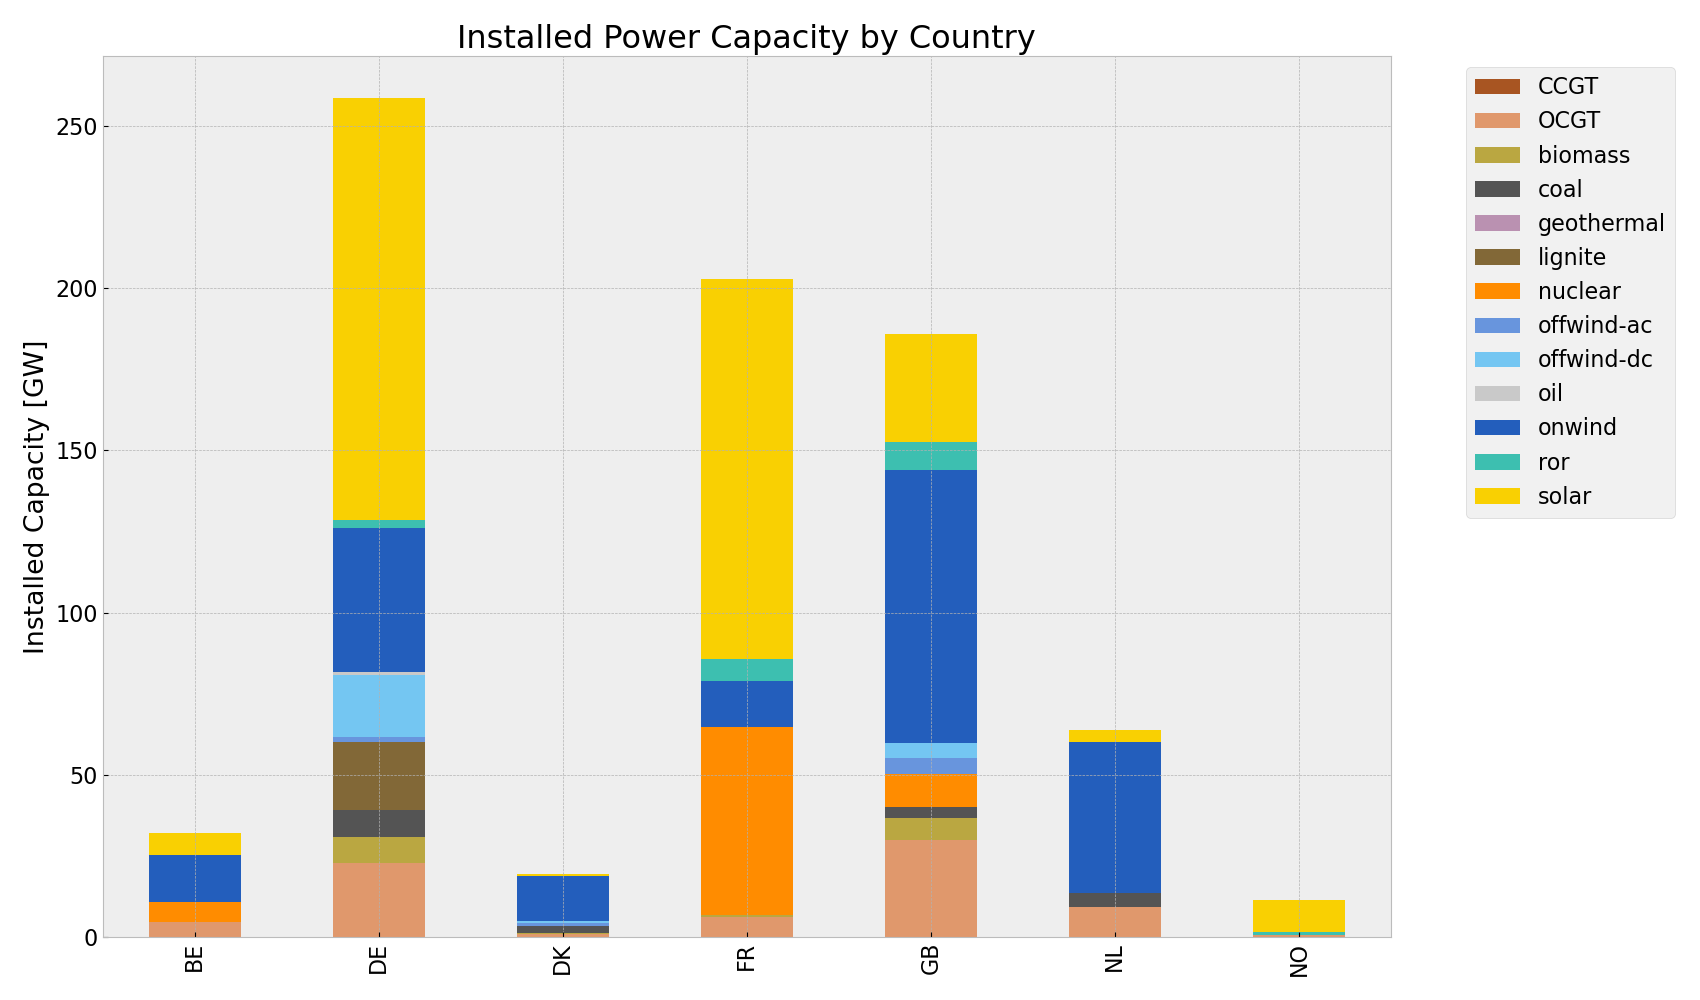 Installed Power Capacity by Country
Installed Capacity [GW]
250
200
150
100
50
0
BE
DE
DK
FR
GB
NL
NO
CCGT
OCGT
biomass
coal
geothermal
lignite
nuclear
offwind-ac
offwind-dc
oil
onwind
ror
solar